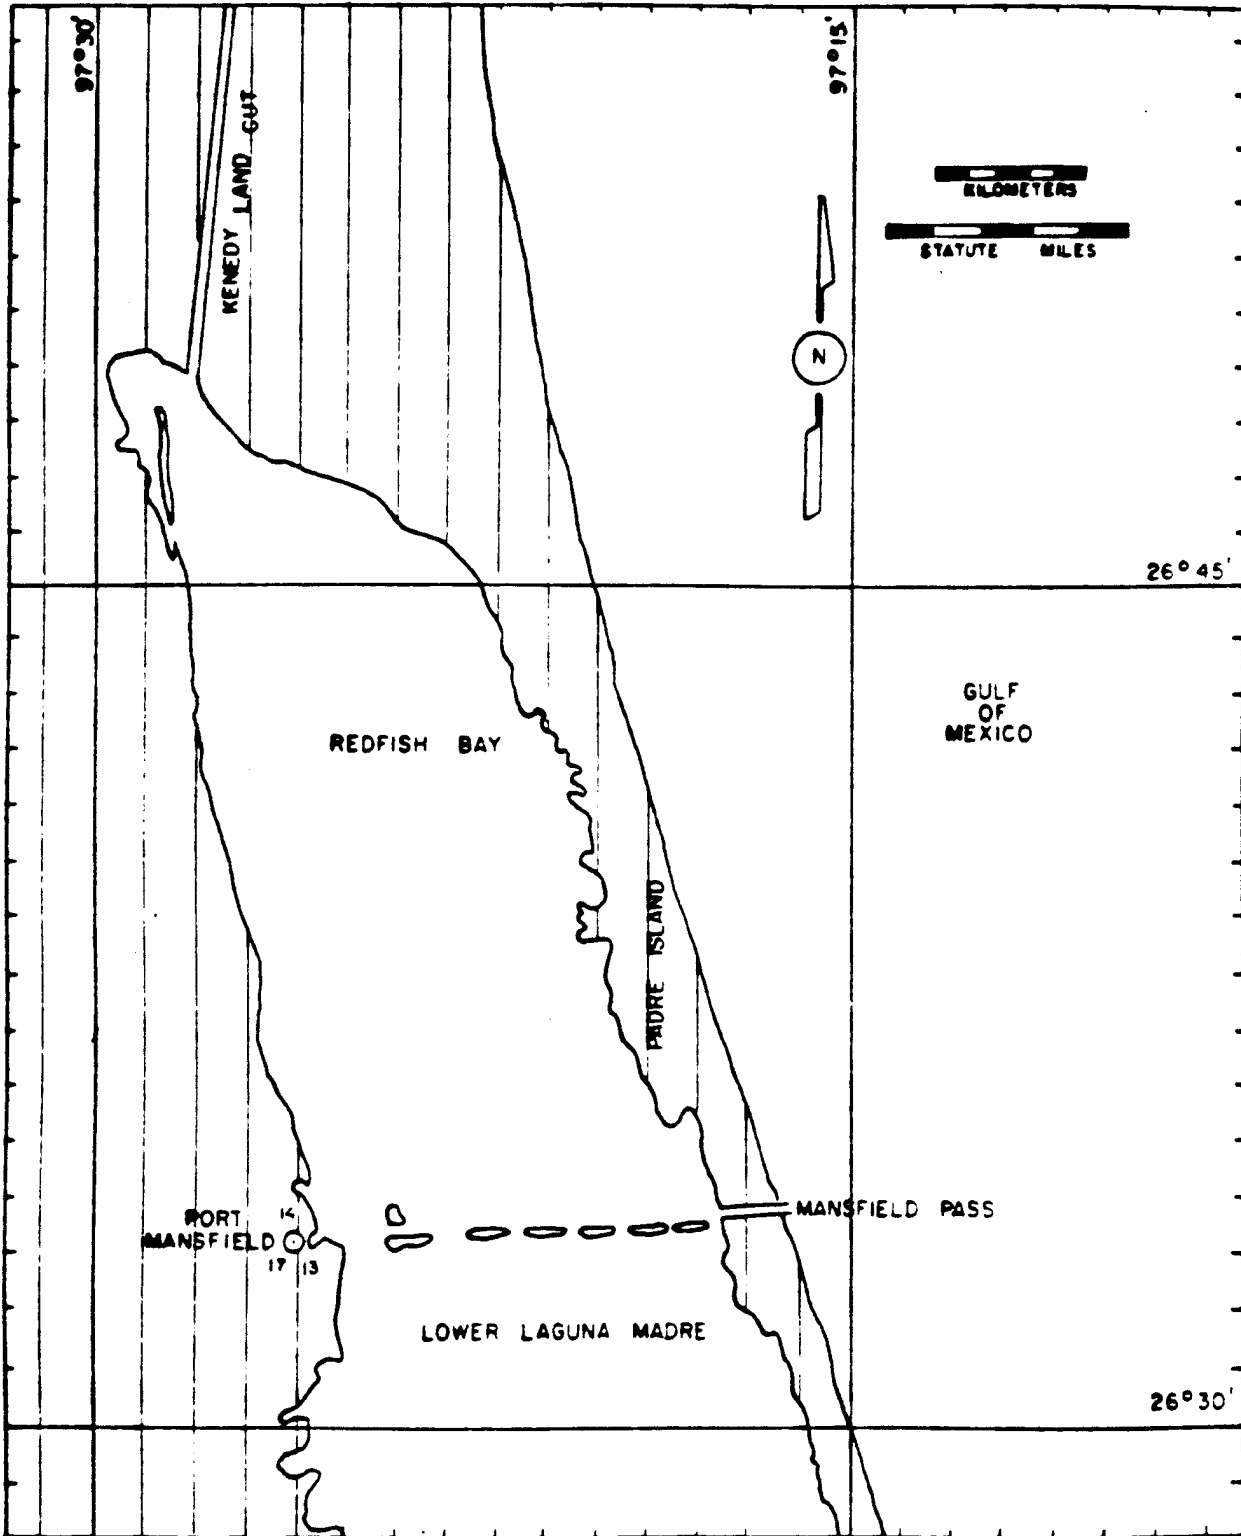 97°30'
97°15'
KENEDY LAND GUT
KILOMETERS
STATUTE MILES
N
26°45'
GULF
OF
MEXICO
REDFISH BAY
PADRE ISLAND
MANSFIELD PASS
PORT
MANSFIELD
14
17 13
LOWER LAGUNA MADRE
26°30'